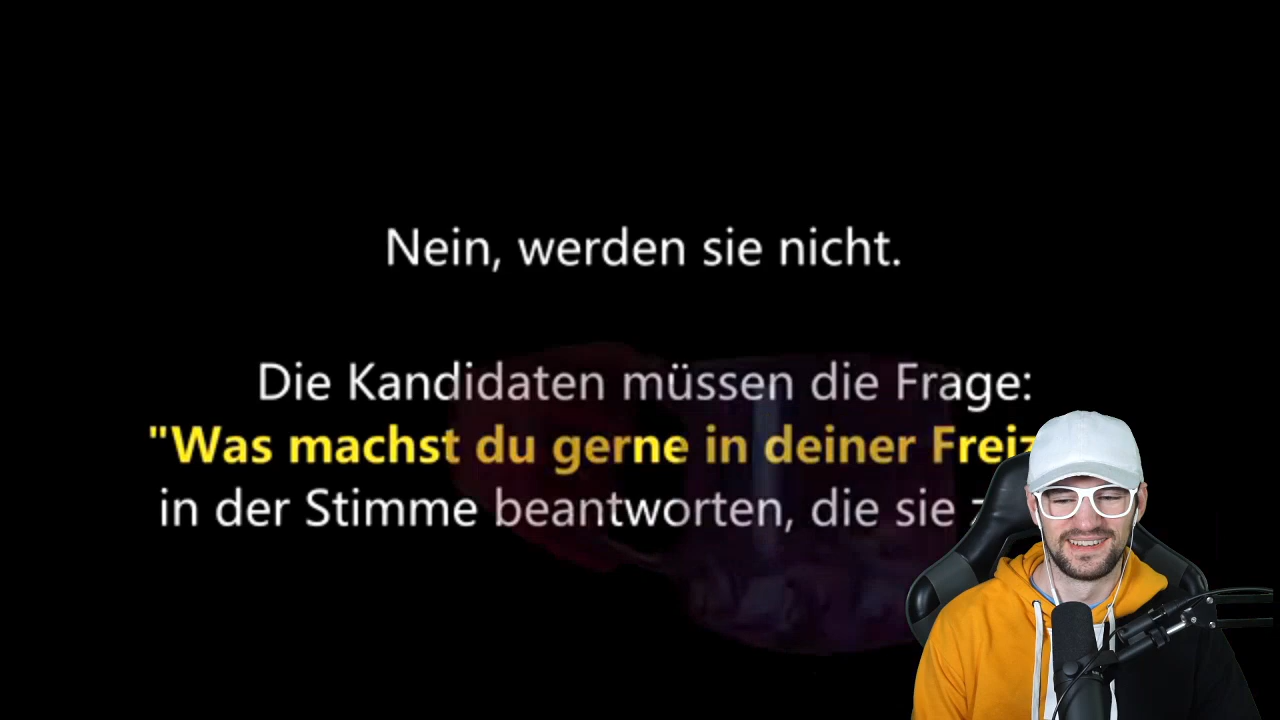 Nein, werden sie nicht.
Die Kandidaten müssen die Frage:
"Was machst du gerne in deiner
in der Stimme beantworten, die sie